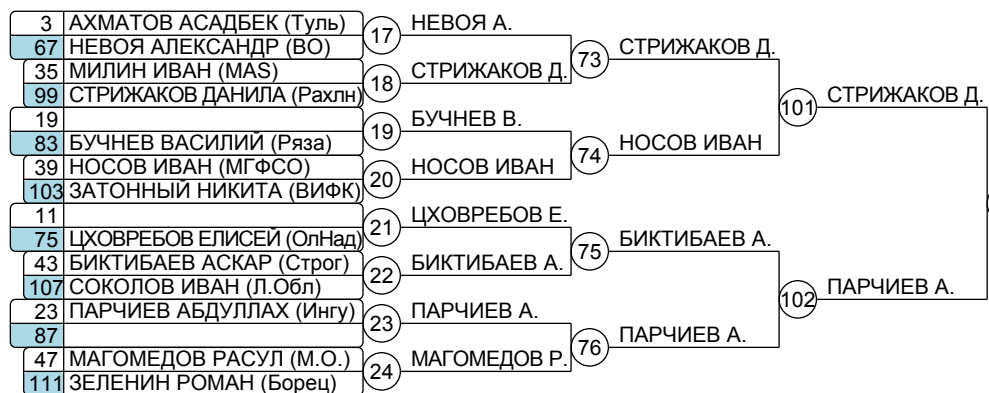 3 АХМАТОВ АСАДБЕК (Туль)
67 НЕВОЯ АЛЕКСАНДР (ВО)
17 НЕВОЯ А.
35 МИЛИН ИВАН (MAS)
99 СТРИЖАКОВ ДАНИЛА (Рахлн)
18 СТРИЖАКОВ Д.
73 СТРИЖАКОВ Д.
19
83 БУЧНЕВ ВАСИЛИЙ (Ряза)
19 БУЧНЕВ В.
39 НОСОВ ИВАН (МГФСО)
103 ЗАТОННЫЙ НИКИТА (ВИФК)
20 НОСОВ ИВАН
74 НОСОВ ИВАН
101 СТРИЖАКОВ Д.
11
75 ЦХОВРЕБОВ ЕЛИСЕЙ (ОлНад)
21 ЦХОВРЕБОВ Е.
43 БИКТИБАЕВ АСКАР (Строг)
107 СОКОЛОВ ИВАН (Л.Обл)
22 БИКТИБАЕВ А.
75 БИКТИБАЕВ А.
23 ПАРЧИЕВ АБДУЛЛАХ (Ингу)
87
23 ПАРЧИЕВ А.
47 МАГОМЕДОВ РАСУЛ (М.О.)
111 ЗЕЛЕНИН РОМАН (Борец)
24 МАГОМЕДОВ Р.
76 ПАРЧИЕВ А.
102 ПАРЧИЕВ А.